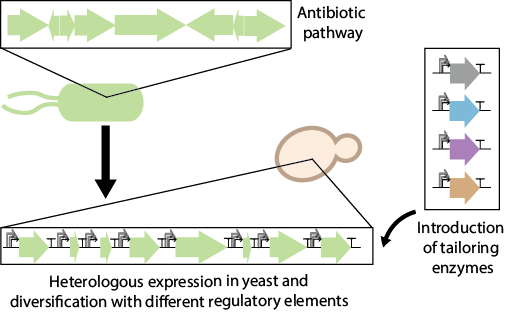 Antibiotic
pathway
Introduction
of tailoring
enzymes
Heterologous expression in yeast and
diversification with different regulatory elements